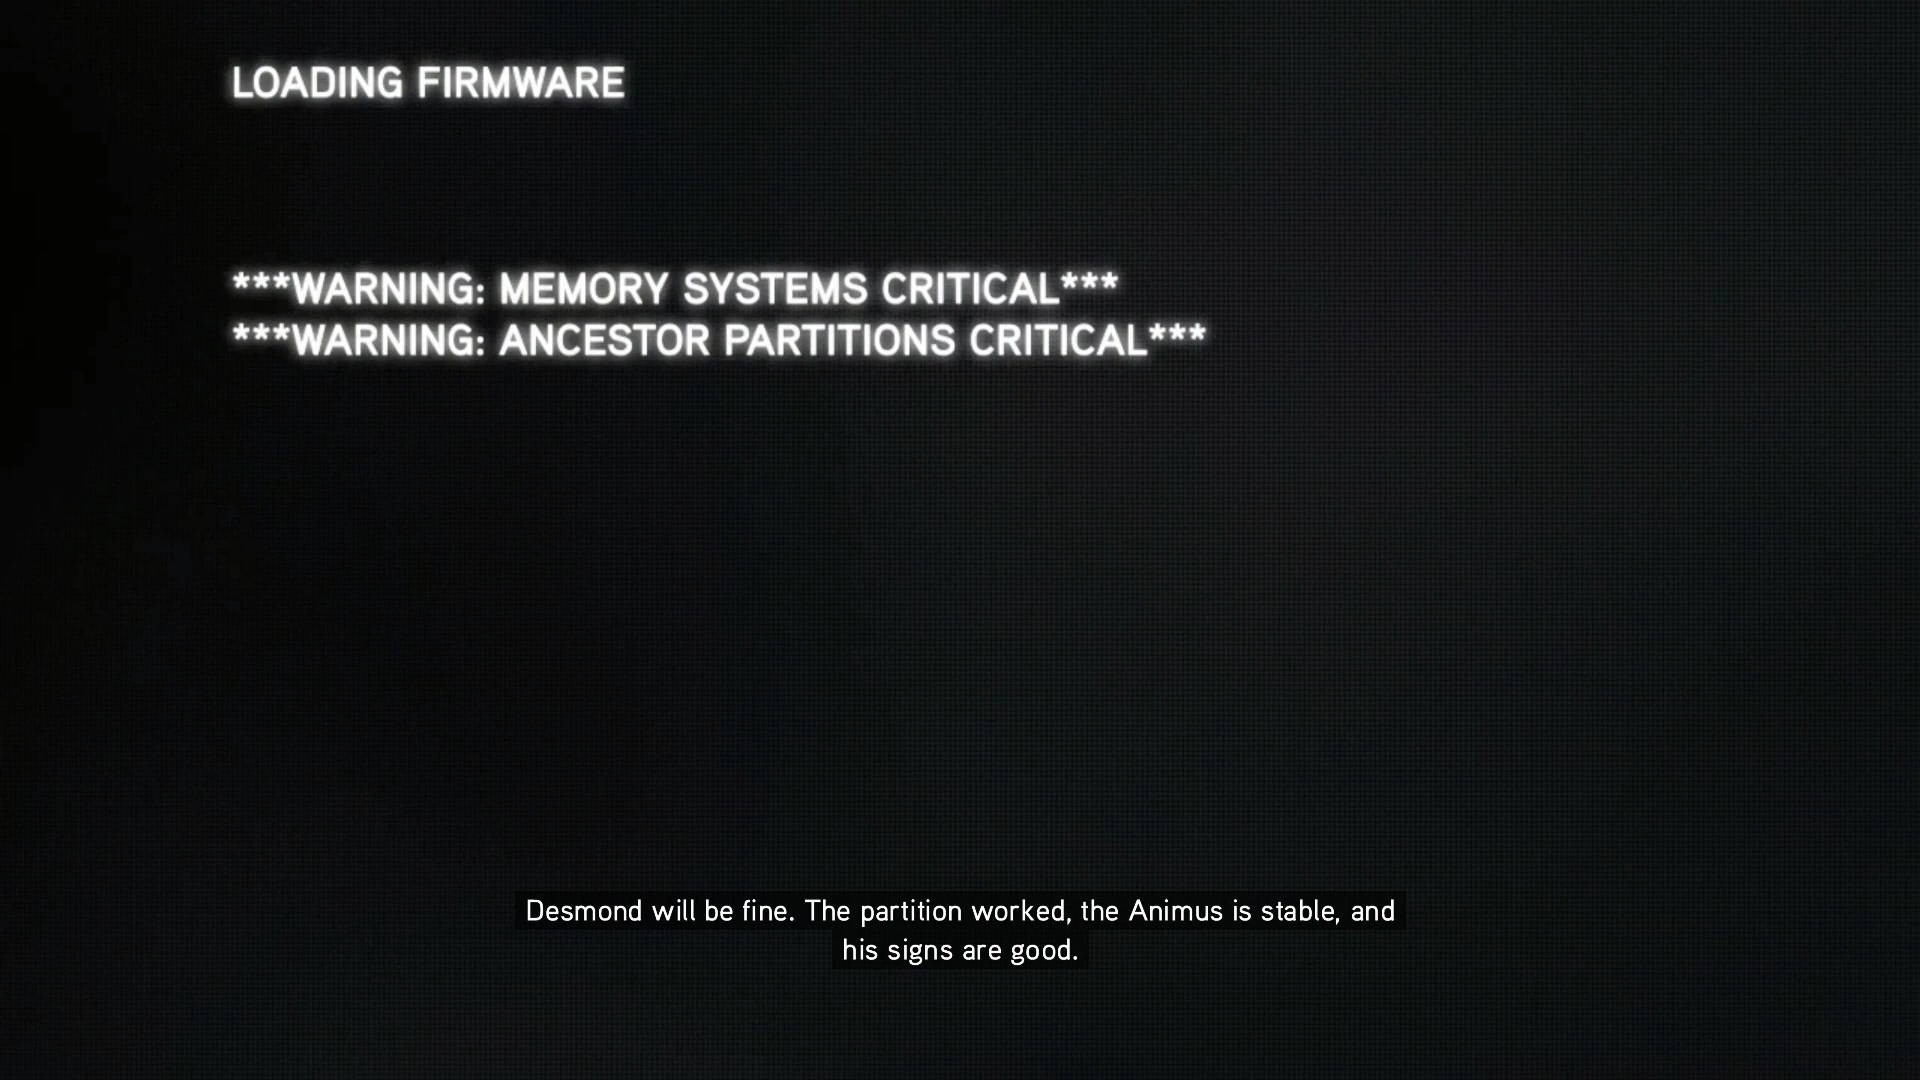 LOADING FIRMWARE
***WARNING: MEMORY SYSTEMS CRITICAL***
***WARNING: ANCESTOR PARTITIONS CRITICAL***
Desmond will be fine. The partition worked, the Animus is stable, and
his signs are good.